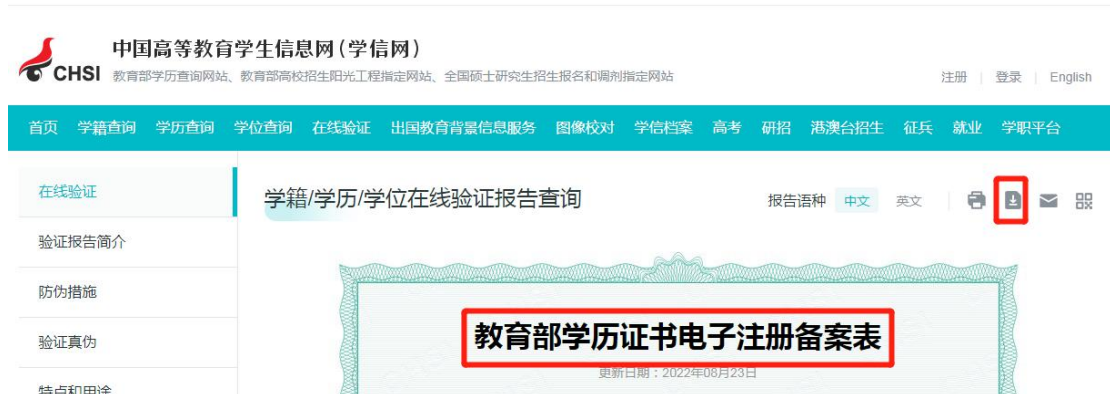 中国高等教育学生信息网(学信网)
CHSI 教育部学历查询网站、教育部高校招生阳光工程指定网站、全国硕士研究生招生报名和调剂指定网站
注册 | 登录 | English
首页 学籍查询 学历查询 学位查询 在线验证 出国教育背景信息服务 图像校对 学信档案 高考 研招 港澳台招生 征兵 就业 学职平台
在线验证
学籍/学历/学位在线验证报告查询
报告语种 中文 英文
验证报告简介
防伪措施
验证真伪
特点和用途
教育部学历证书电子注册备案表
更新日期:2022年08月23日